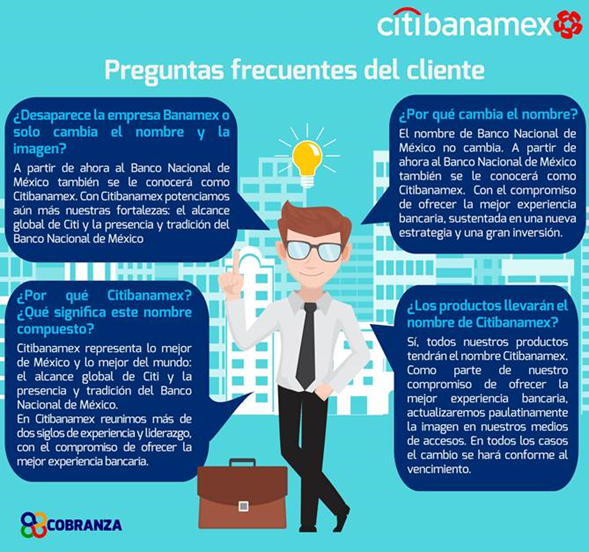 citibanamex
Preguntas frecuentes del cliente
¿Desaparece la empresa Banamex o
solo cambia el nombre y la
imagen?
A partir de ahora al Banco Nacional de
México también se le conocerá como
Citibanamex. Con Citibanamex potenciamos
aún más nuestras fortalezas: el alcance
global de Citi y la presencia y tradición del
Banco Nacional de México
¿Por qué cambia el nombre?
El nombre de Banco Nacional de
México no cambia. A partir de
ahora al Banco Nacional de México
también se le conocerá como
Citibanamex. Con el compromiso
de ofrecer la mejor experiencia
bancaria, sustentada en una nueva
estrategia y una gran inversión.
¿Por qué Citibanamex?
¿Qué significa este nombre
compuesto?
Citibanamex representa lo mejor
de México y lo mejor del mundo:
el alcance global de Citi y la
presencia y tradición del Banco
Nacional de México.
En Citibanamex reunimos más de
dos siglos de experiencia y liderazgo,
con el compromiso de ofrecer la
mejor experiencia bancaria.
¿Los productos llevarán el
nombre de Citibanamex?
Sí, todos nuestros productos
tendrán el nombre Citibanamex.
Como parte de nuestro
compromiso de ofrecer la
mejor experiencia bancaria,
actualizaremos paulatinamente
la imagen en nuestros medios
de accesos. En todos los casos
el cambio se hará conforme al
vencimiento.
COBRANZA